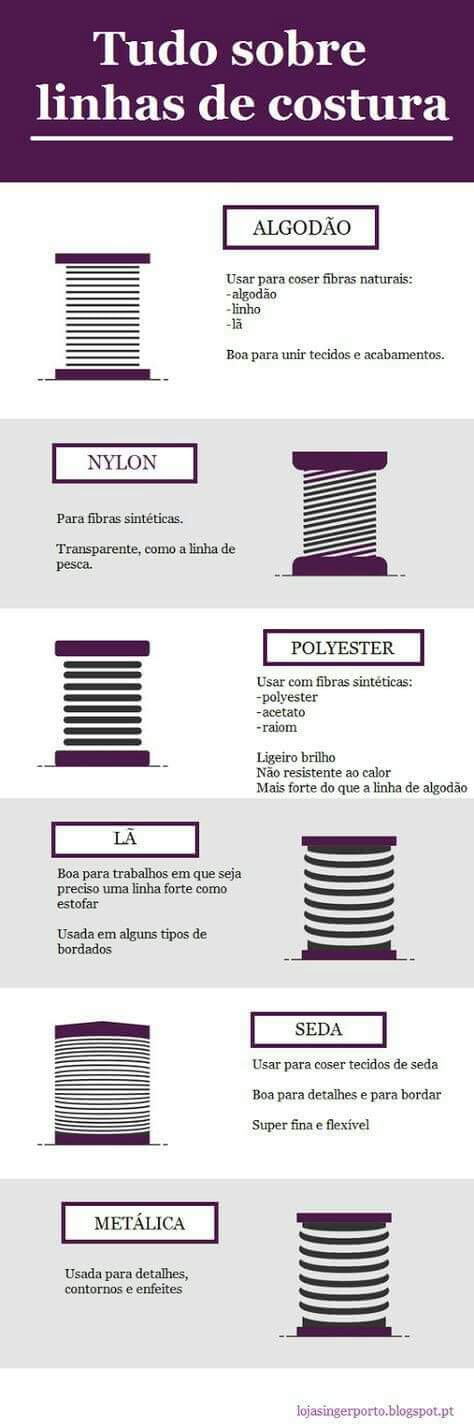 Tudo sobre
linhas de costura
ALGODÃO
Usar para coser fibras naturais:
-algodão
-linho
-lã
Boa para unir tecidos e acabamentos.
NYLON
Para fibras sintéticas.
Transparente, como a linha de
pesca.
POLYESTER
Usar com fibras sintéticas:
-polyester
-acetato
-raiom
Ligeiro brilho
Não resistente ao calor
Mais forte do que a linha de algodão
LÃ
Boa para trabalhos em que seja
preciso uma linha forte como
estofar
Usada em alguns tipos de
bordados
SEDA
Usar para coser tecidos de seda
Boa para detalhes e para bordar
Super fina e flexível
METÁLICA
Usada para detalhes,
contornos e enfeites
lojasingerporto.blogspot.pt